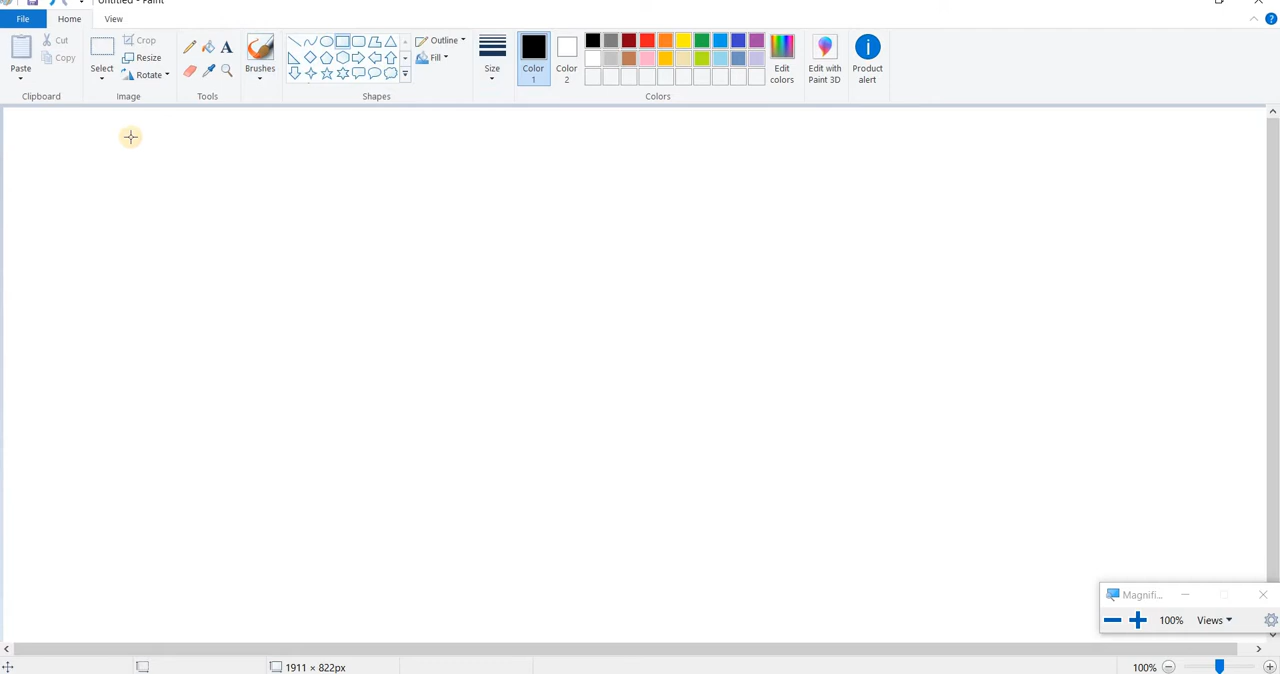 Untitled - Paint
File Home View
Paste
Cut
Copy
Clipboard
Select
Crop
Resize
Rotate
Image
A
Tools
Brushes
Shapes
Outline
Fill
Size
Color 1
Color 2
Colors
Edit colors
Edit with Paint 3D
Product alert
Magnifi...
100% Views
1911 × 822px
100%